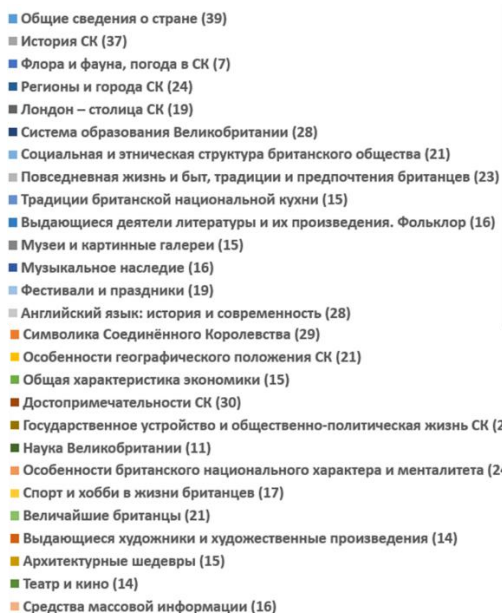 Общие сведения о стране (39)
История СК (37)
Флора и фауна, погода в СК (7)
Регионы и города СК (24)
Лондон – столица СК (19)
Система образования Великобритании (28)
Социальная и этническая структура британского общества (21)
Повседневная жизнь и быт, традиции и предпочтения британцев (23)
Традиции британской национальной кухни (15)
Выдающиеся деятели литературы и их произведения. Фольклор (16)
Музеи и картинные галереи (15)
Музыкальное наследие (16)
Фестивали и праздники (19)
Английский язык: история и современность (28)
Символика Соединённого Королевства (29)
Особенности географического положения СК (21)
Общая характеристика экономики (15)
Достопримечательности СК (30)
Государственное устройство и общественно-политическая жизнь СК (2
Наука Великобритании (11)
Особенности британского национального характера и менталитета (24
Спорт и хобби в жизни британцев (17)
Величайшие британцы (21)
Выдающиеся художники и художественные произведения (14)
Архитектурные шедевры (15)
Театр и кино (14)
Средства массовой информации (16)